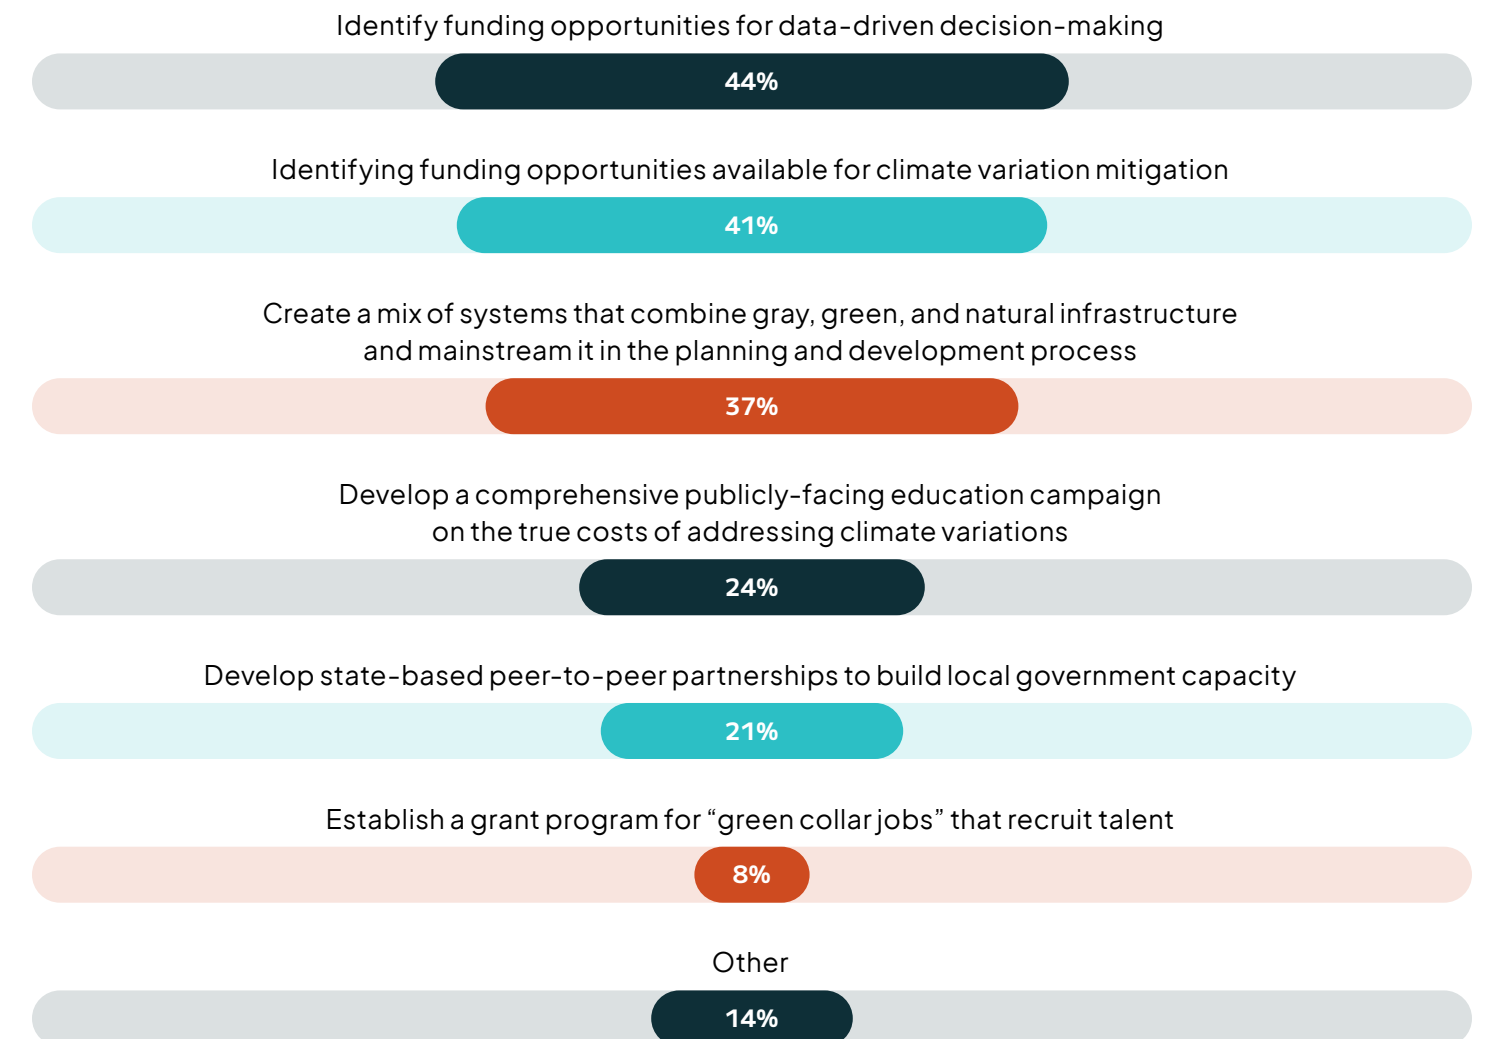 Identify funding opportunities for data-driven decision-making
44%
Identifying funding opportunities available for climate variation mitigation
41%
Create a mix of systems that combine gray, green, and natural infrastructure
and mainstream it in the planning and development process
37%
Develop a comprehensive publicly-facing education campaign
on the true costs of addressing climate variations
24%
Develop state-based peer-to-peer partnerships to build local government capacity
21%
Establish a grant program for “green collar jobs” that recruit talent
8%
Other
14%